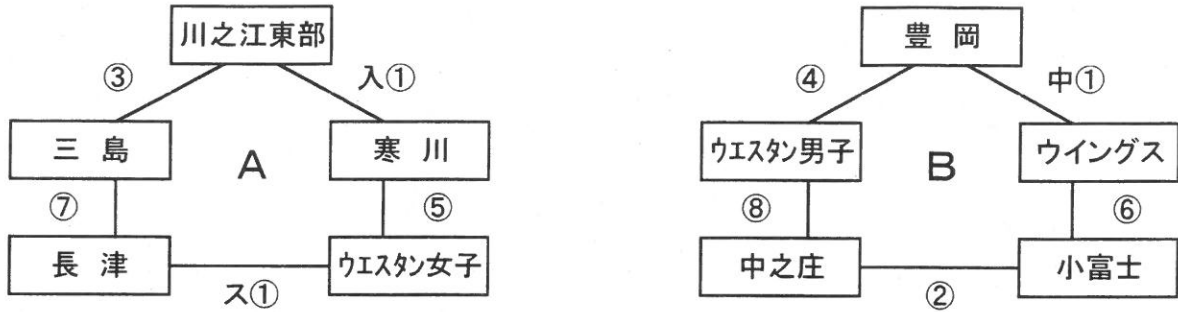 川之江東部
③
入①
三島
A
寒川
⑦
⑤
長津
ウエスタン女子
ス①
豊岡
④
中①
ウエスタン男子
B
ウイングス
⑧
⑥
中之庄
小富士
②